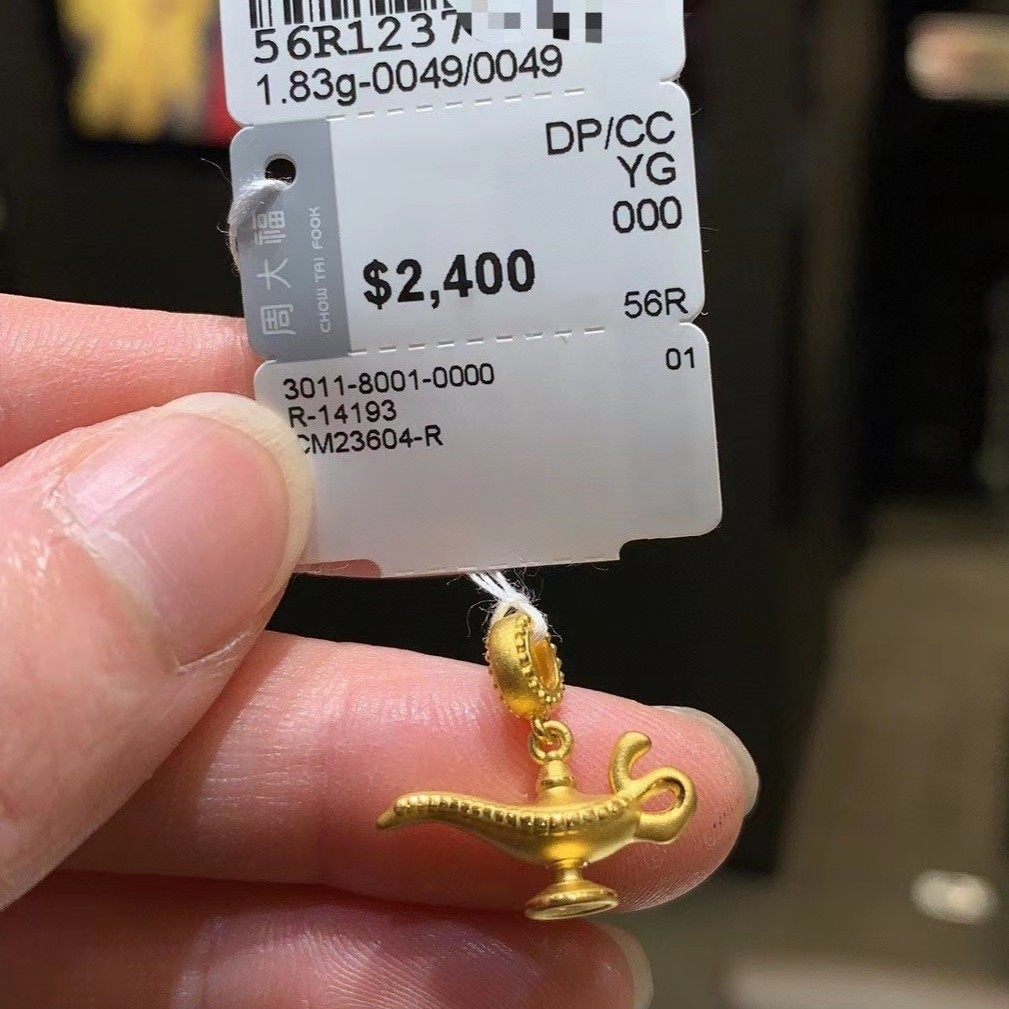 56R1237
1.83g-0049/0049
DP/CC
YG
000
周大福
CHOW TAI FOOK
$2,400
56R
01
3011-8001-0000
R-14193
CM23604-R